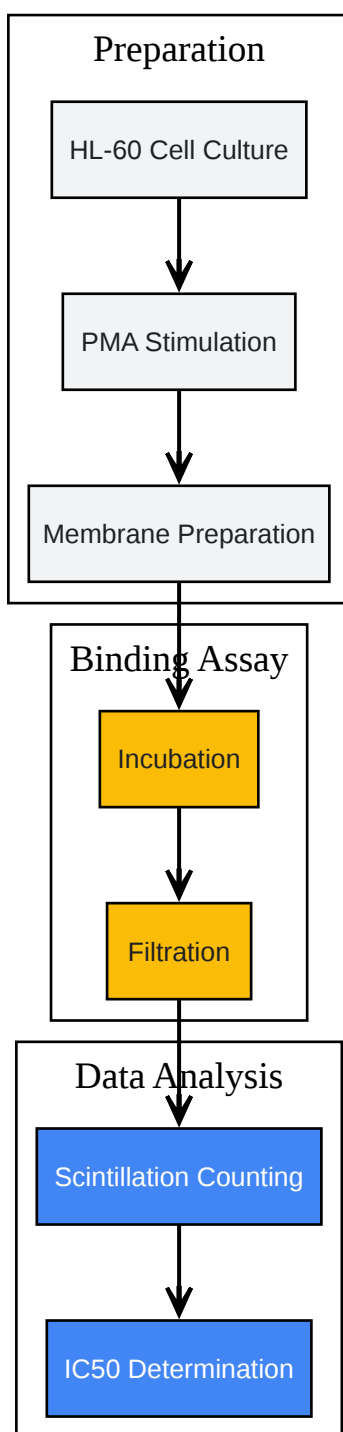 Preparation
HL-60 Cell Culture
PMA Stimulation
Membrane Preparation
Binding Assay
Incubation
Filtration
Data Analysis
Scintillation Counting
IC50 Determination